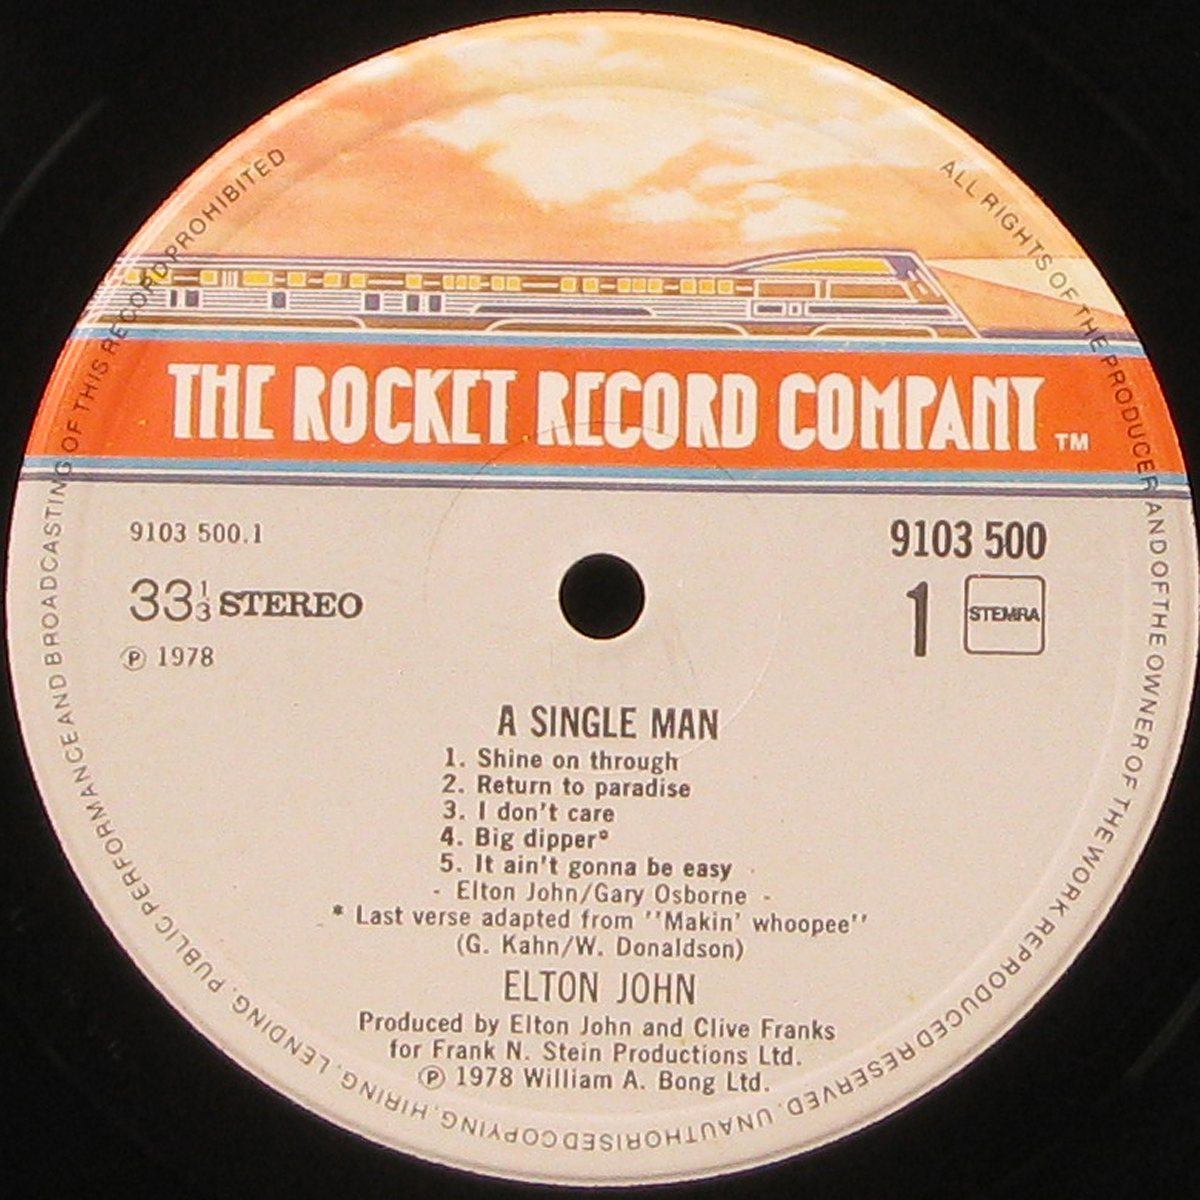 THE ROCKET RECORD COMPANY TM
9103 500.1
9103 500
33 1/3 STEREO
1 STEMRA
℗ 1978
A SINGLE MAN
1. Shine on through
2. Return to paradise
3. I don't care
4. Big dipper*
5. It ain't gonna be easy
- Elton John/Gary Osborne -
* Last verse adapted from ''Makin' whoopee''
(G. Kahn/W. Donaldson)
ELTON JOHN
Produced by Elton John and Clive Franks
for Frank N. Stein Productions Ltd.
℗ 1978 William A. Bong Ltd.
ALL RIGHTS OF THE PRODUCER AND OF THE OWNER OF THE WORK REPRODUCED RESERVED. UNAUTHORISED COPYING, HIRING, LENDING, PUBLIC PERFORMANCE AND BROADCASTING OF THIS RECORD PROHIBITED